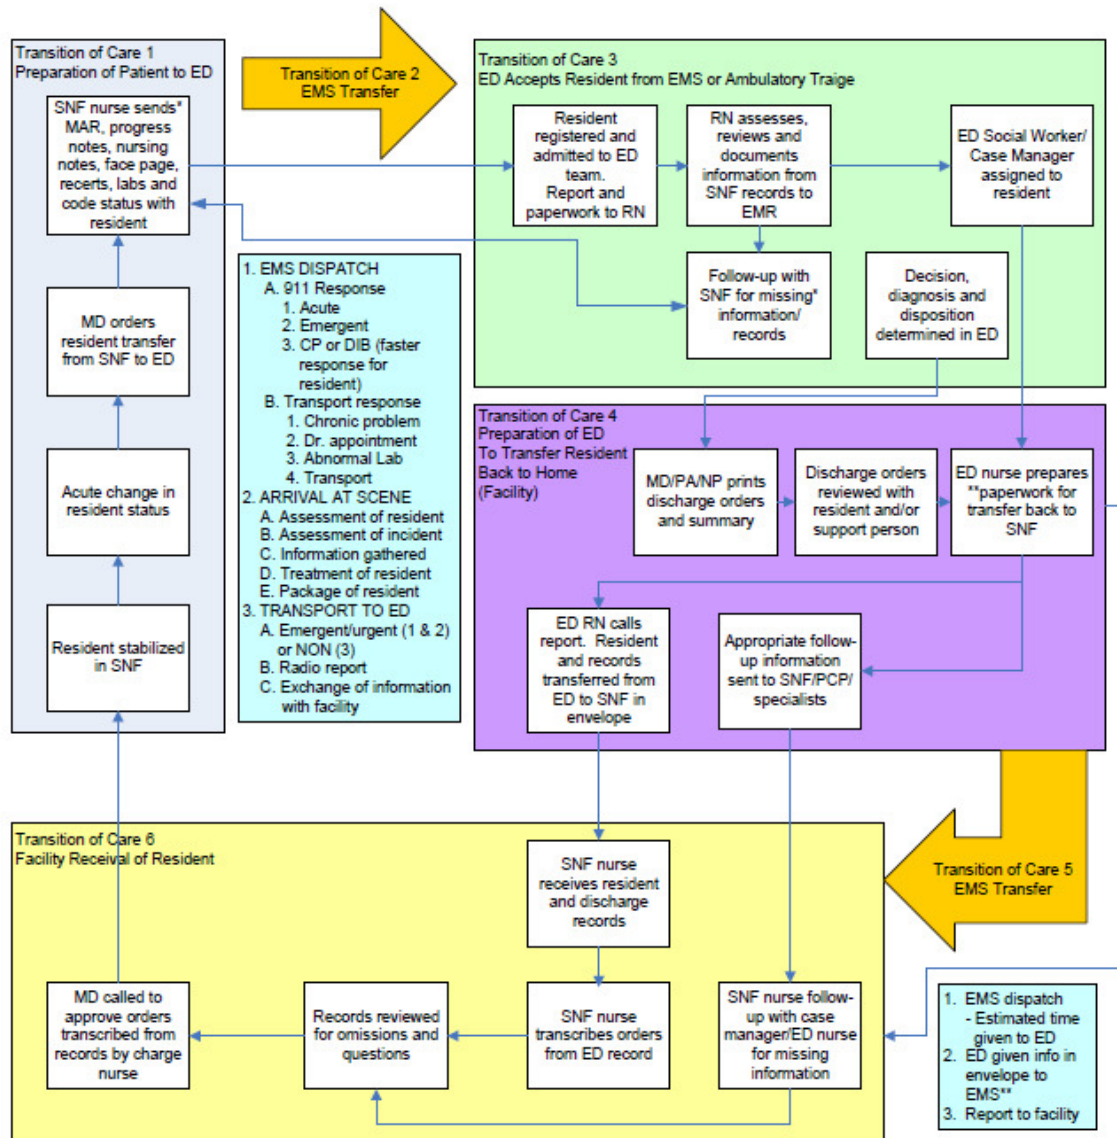 Transition of Care 1
Preparation of Patient to ED
SNF nurse sends*
MAR, progress
notes, nursing
notes, face page,
recerts, labs and
code status with
resident
MD orders
resident transfer
from SNF to ED
Acute change in
resident status
Resident stabilized
in SNF
Transition of Care 2
EMS Transfer
1. EMS DISPATCH
A. 911 Response
1. Acute
2. Emergent
3. CP or DIB (faster
response for
resident)
B. Transport response
1. Chronic problem
2. Dr. appointment
3. Abnormal Lab
4. Transport
2. ARRIVAL AT SCENE
A. Assessment of resident
B. Assessment of incident
C. Information gathered
D. Treatment of resident
E. Package of resident
3. TRANSPORT TO ED
A. Emergent/urgent (1 & 2)
or NON (3)
B. Radio report
C. Exchange of information
with facility
Transition of Care 3
ED Accepts Resident from EMS or Ambulatory Traige
Resident
registered and
admitted to ED
team.
Report and
paperwork to RN
RN assesses,
reviews and
documents
information from
SNF records to
EMR
ED Social Worker/
Case Manager
assigned to
resident
Follow-up with
SNF for missing*
information/
records
Decision,
diagnosis and
disposition
determined in ED
Transition of Care 4
Preparation of ED
To Transfer Resident
Back to Home
(Facility)
MD/PA/NP prints
discharge orders
and summary
Discharge orders
reviewed with
resident and/or
support person
ED nurse prepares
**paperwork for
transfer back to
SNF
ED RN calls
report. Resident
and records
transferred from
ED to SNF in
envelope
Appropriate follow-
up information
sent to SNF/PCP/
specialists
Transition of Care 5
EMS Transfer
Transition of Care 6
Facility Receival of Resident
SNF nurse
receives resident
and discharge
records
MD called to
approve orders
transcribed from
records by charge
nurse
Records reviewed
for omissions and
questions
SNF nurse
transcribes orders
from ED record
SNF nurse follow-
up with case
manager/ED nurse
for missing
information
1. EMS dispatch
- Estimated time
given to ED
2. ED given info in
envelope to
EMS**
3. Report to facility